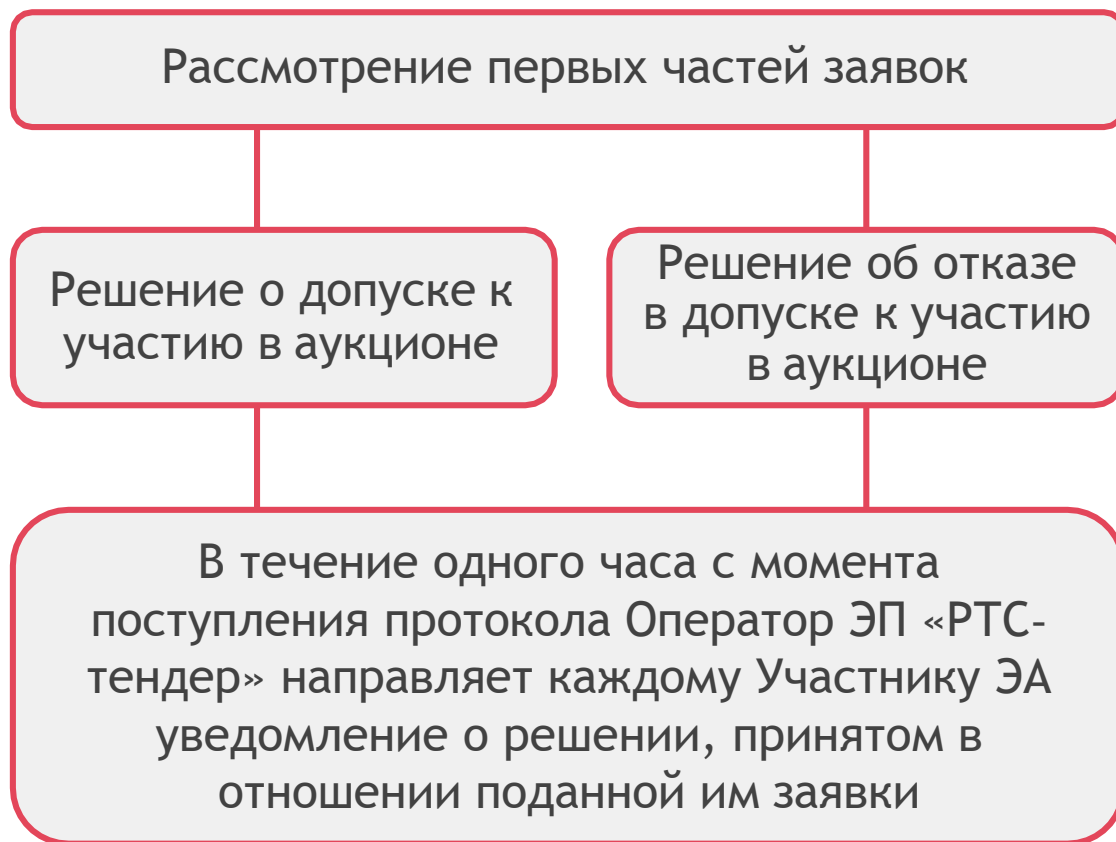 Рассмотрение первых частей заявок
Решение о допуске к
участию в аукционе
Решение об отказе
в допуске к участию
в аукционе
В течение одного часа с момента
поступления протокола Оператор ЭП «РТС-
тендер» направляет каждому Участнику ЭА
уведомление о решении, принятом в
отношении поданной им заявки